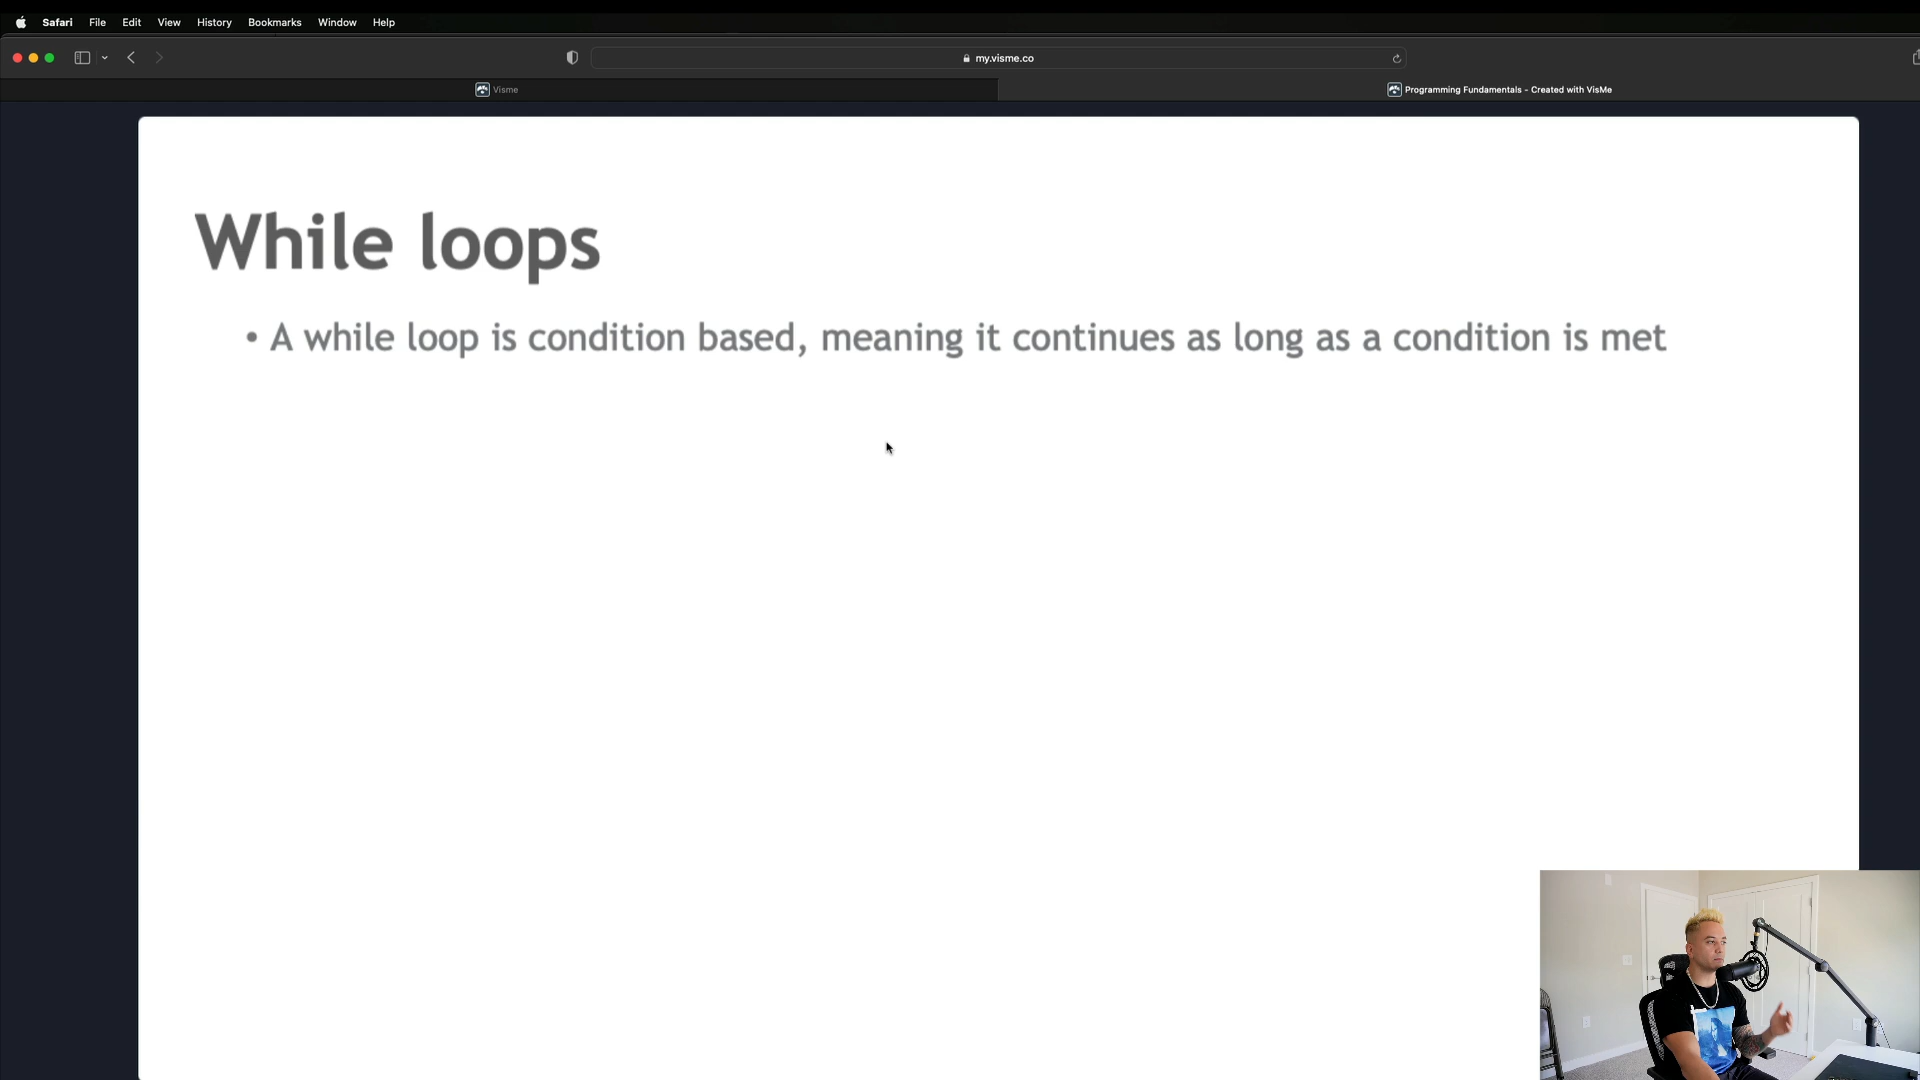 Safari File Edit View History Bookmarks Window Help
my.visme.co
Visme
Programming Fundamentals - Created with VisMe
While loops
• A while loop is condition based, meaning it continues as long as a condition is met